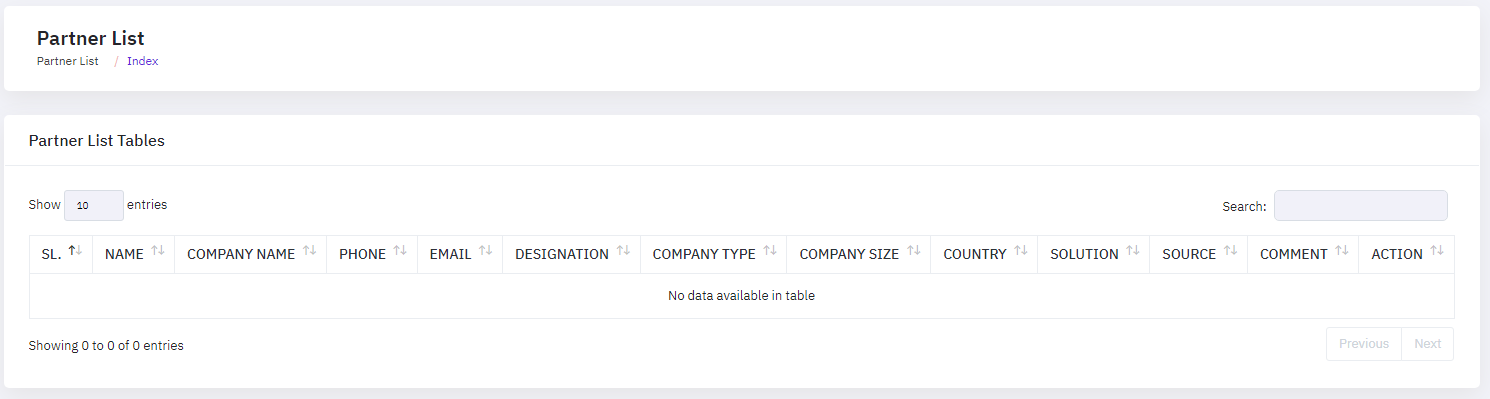 Partner List
Partner List / Index
Partner List Tables
Show 10 entries Search:
SL. NAME COMPANY NAME PHONE EMAIL DESIGNATION COMPANY TYPE COMPANY SIZE COUNTRY SOLUTION SOURCE COMMENT ACTION
No data available in table
Showing 0 to 0 of 0 entries Previous Next